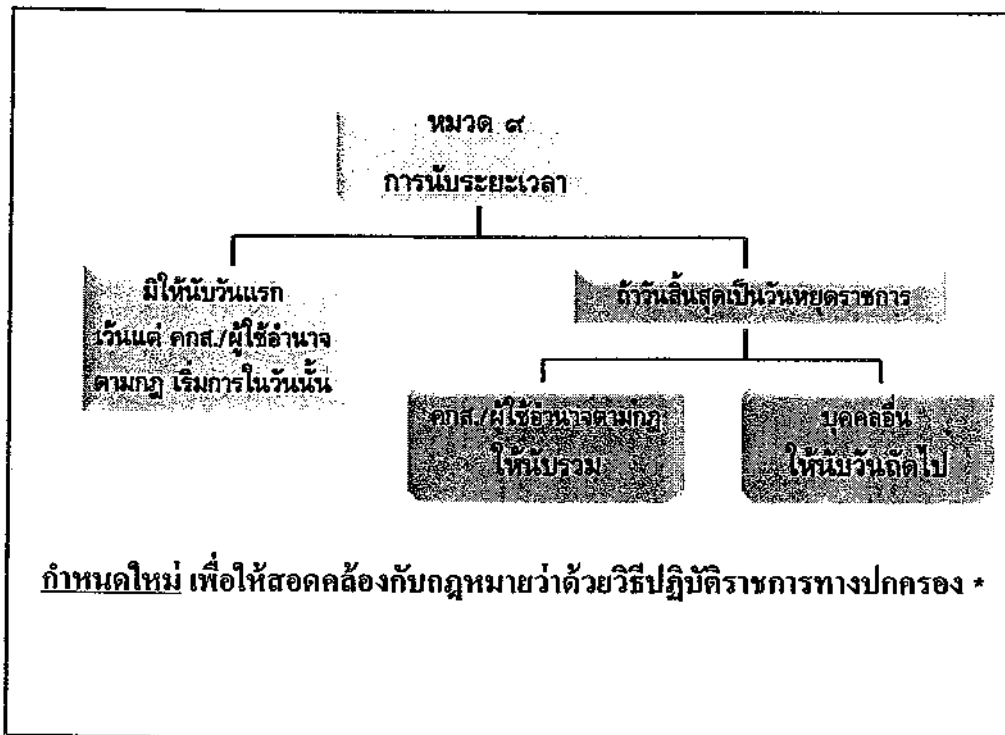 หมวด ๙
การนับระยะเวลา
มิให้นับวันแรก
เว้นแต่ คกส./ผู้ใช้อำนาจ
ตามกฎ เริ่มการในวันนั้น
ถ้าวันสิ้นสุดเป็นวันหยุดราชการ
คกส./ผู้ใช้อำนาจตามกฎ
ให้นับรวม
บุคคลอื่น
ให้นับวันถัดไป
กำหนดใหม่ เพื่อให้สอดคล้องกับกฎหมายว่าด้วยวิธีปฏิบัติราชการทางปกครอง *